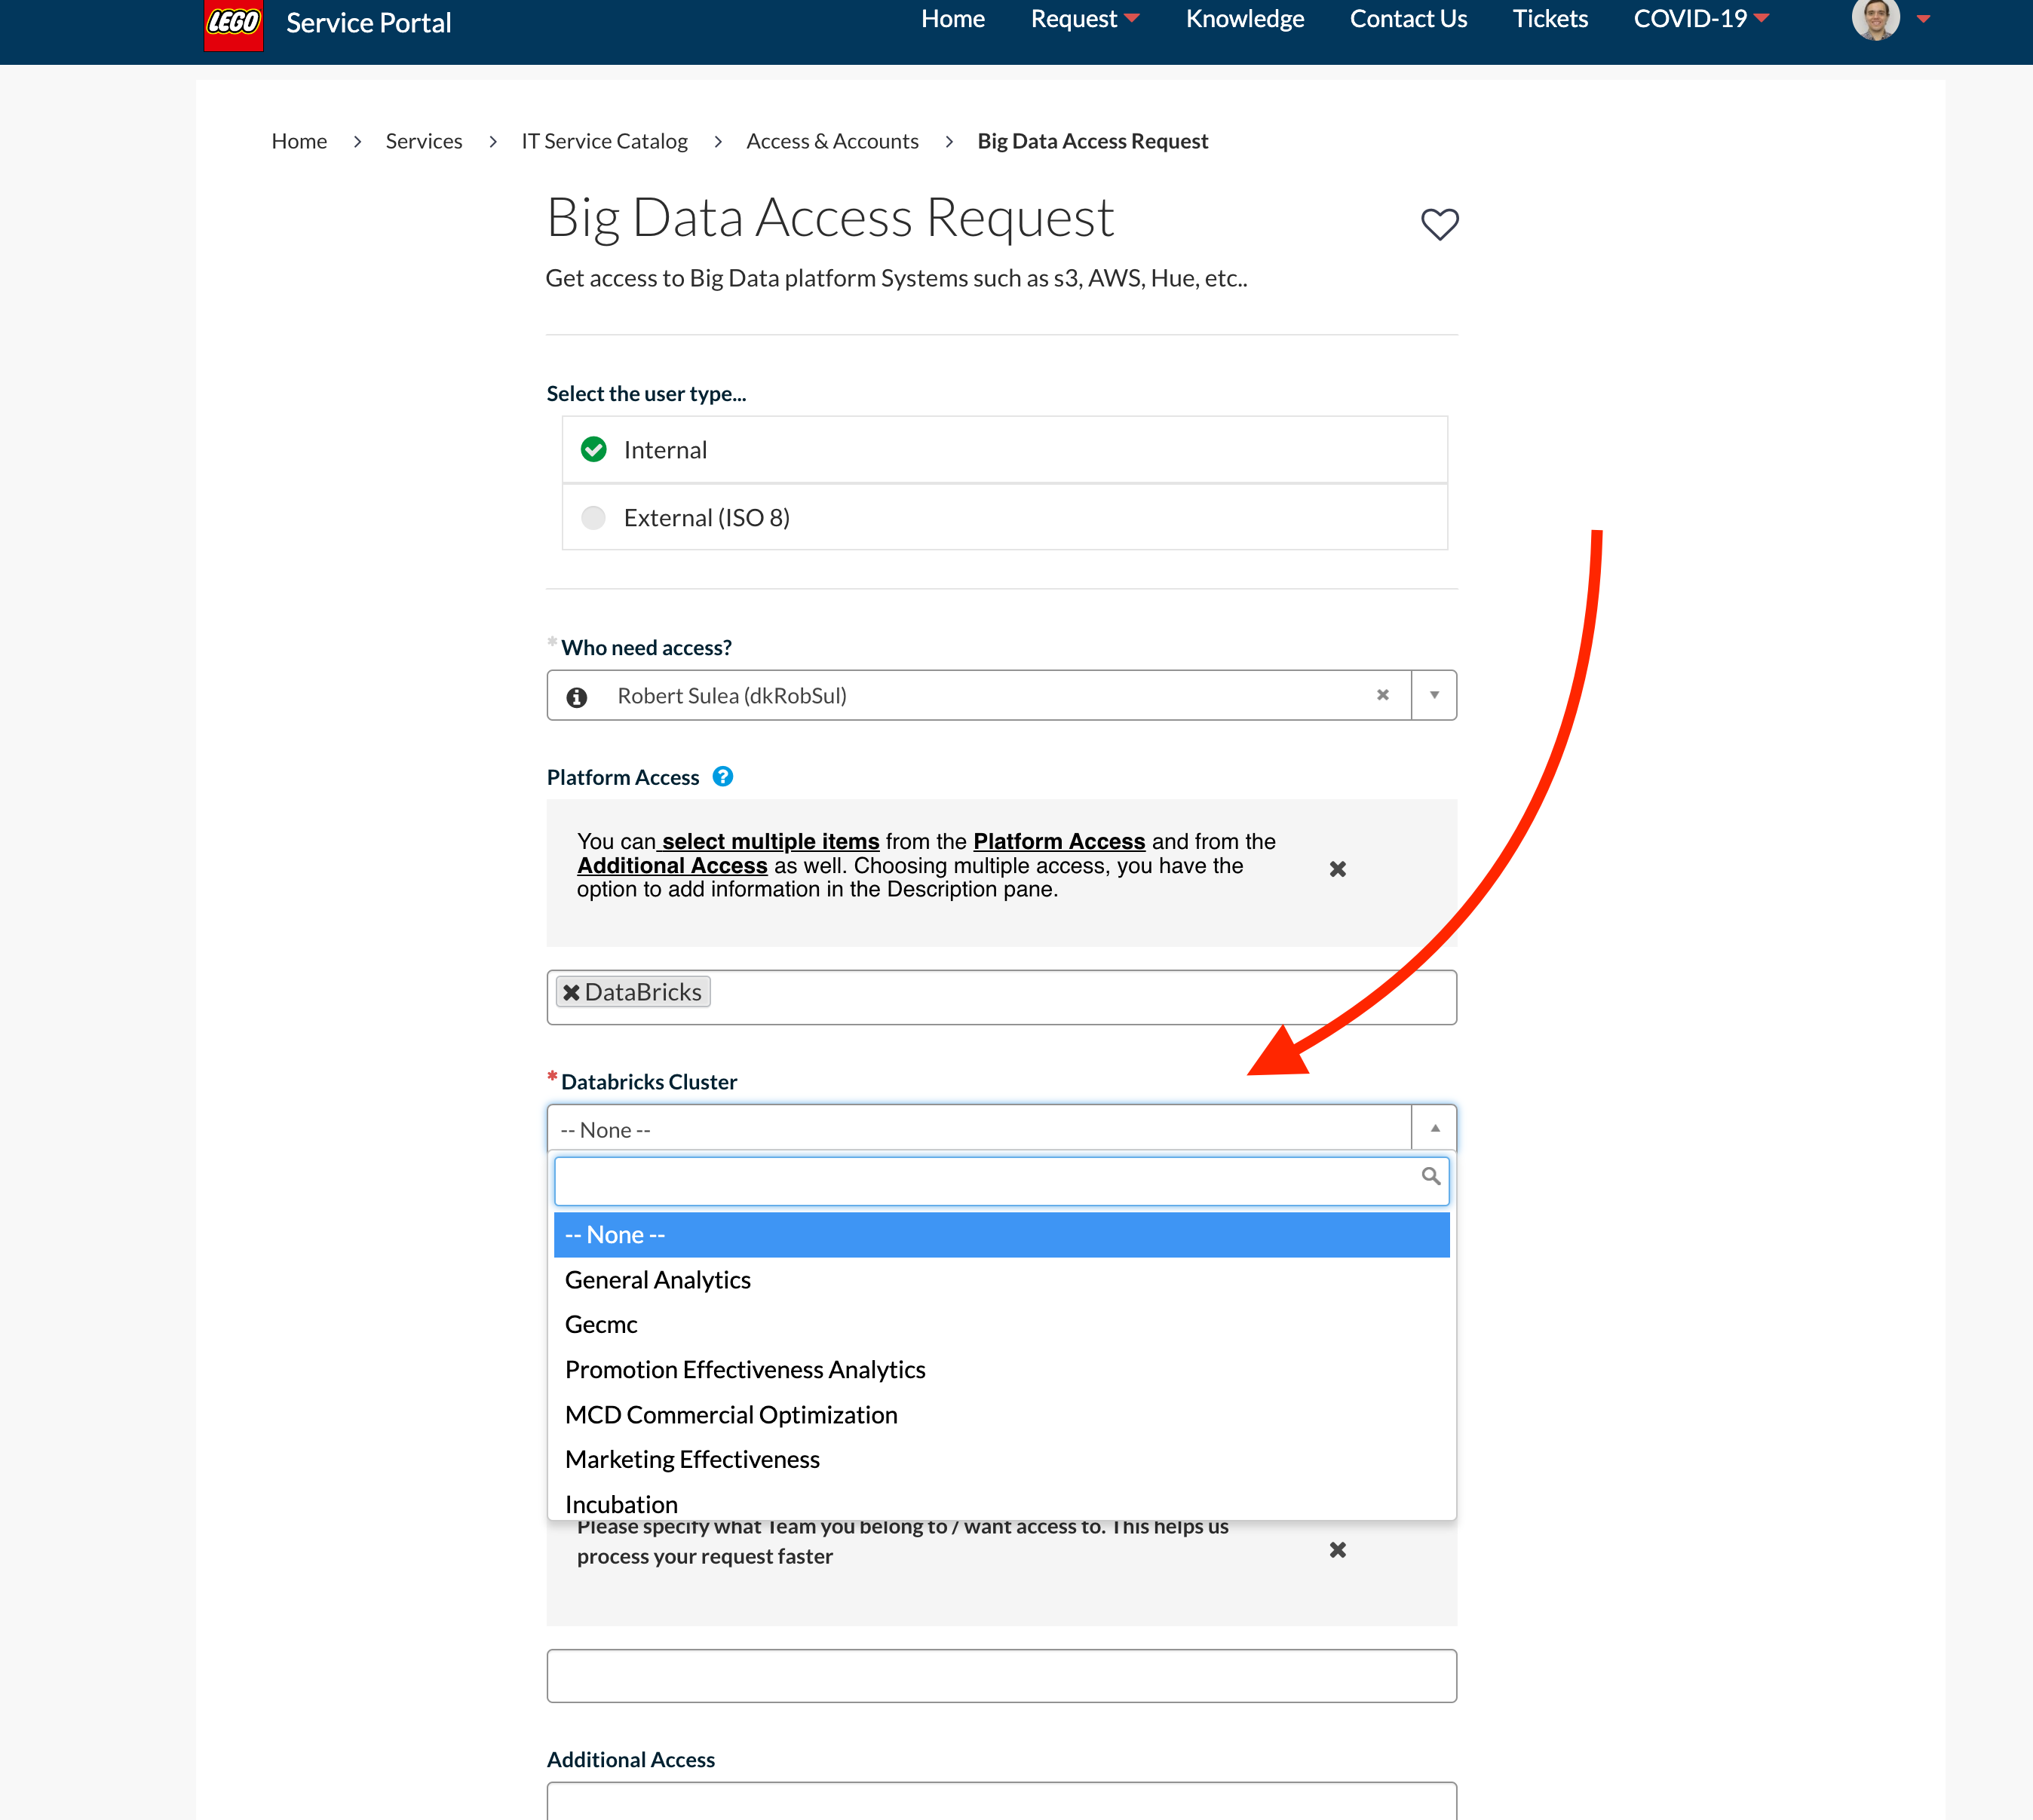 LEGO
Service Portal
Home
Request
Knowledge
Contact Us
Tickets
COVID-19
Home > Services > IT Service Catalog > Access & Accounts > Big Data Access Request
Big Data Access Request
Get access to Big Data platform Systems such as s3, AWS, Hue, etc..
Select the user type...
Internal
External (ISO 8)
* Who need access?
Robert Sulea (dkRobSul)
Platform Access
You can select multiple items from the Platform Access and from the
Additional Access as well. Choosing multiple access, you have the
option to add information in the Description pane.
DataBricks
* Databricks Cluster
-- None --
-- None --
General Analytics
Gecmc
Promotion Effectiveness Analytics
MCD Commercial Optimization
Marketing Effectiveness
Incubation
Please specify what Team you belong to / want access to. This helps us
process your request faster
Additional Access